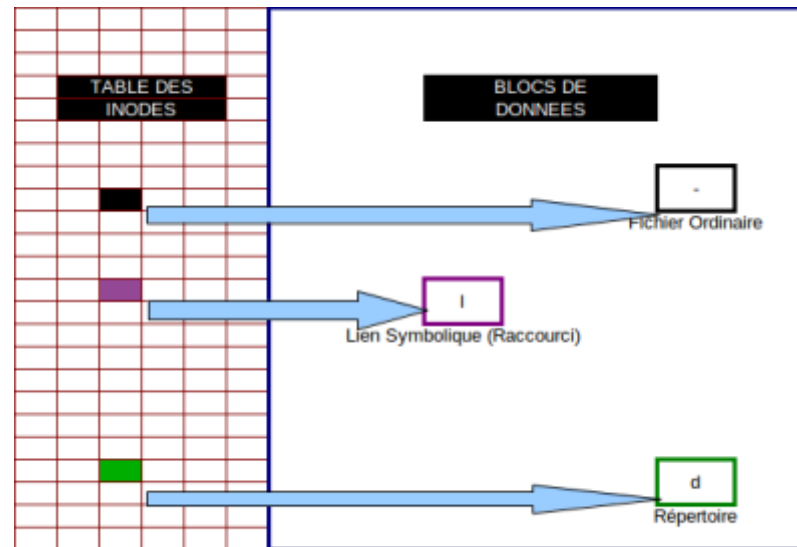 TABLE DES
INODES
BLOCS DE
DONNEES
-
Fichier Ordinaire
l
Lien Symbolique (Raccourci)
d
Répertoire